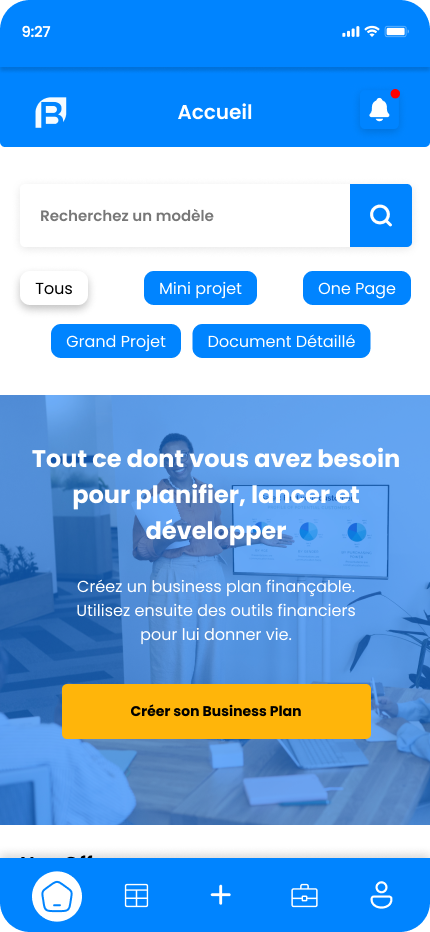 9:27
Accueil
Recherchez un modèle
Tous
Mini projet
One Page
Grand Projet
Document Détaillé
Tout ce dont vous avez besoin
pour planifier, lancer et
développer
Créez un business plan finançable.
Utilisez ensuite des outils financiers
pour lui donner vie.
Créer son Business Plan